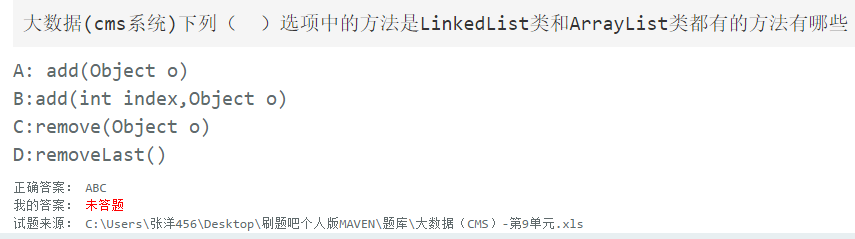 大数据(cms系统)下列（  ）选项中的方法是LinkedList类和ArrayList类都有的方法有哪些
A: add(Object o)
B:add(int index,Object o)
C:remove(Object o)
D:removeLast()
正确答案： ABC
我的答案： 未答题
试题来源： C:\Users\张洋456\Desktop\刷题吧个人版MAVEN\题库\大数据（CMS）-第9单元.xls